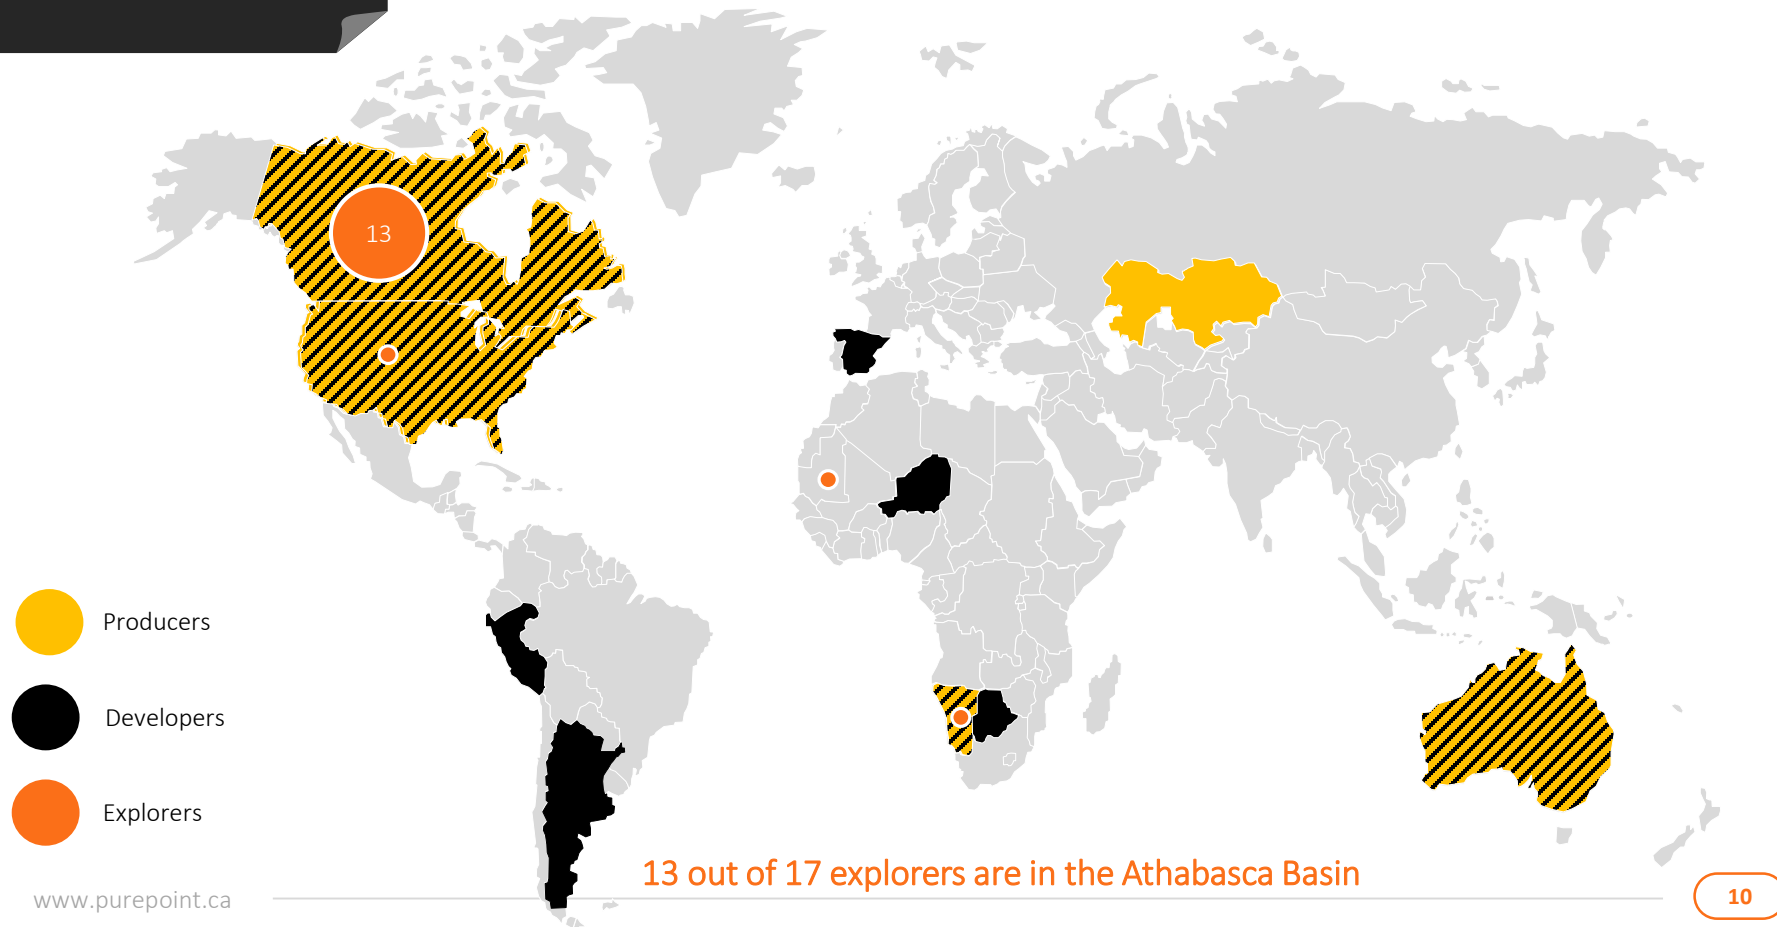 13
Producers
Developers
Explorers
13 out of 17 explorers are in the Athabasca Basin
www.purepoint.ca
10